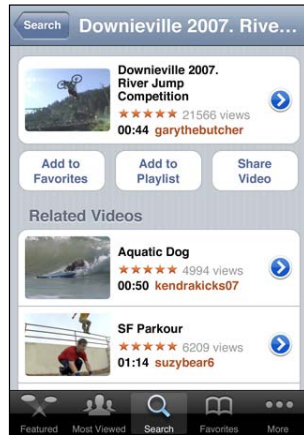 Search
Downieville 2007. Rive...
Downieville 2007.
River Jump
Competition
21566 views
00:44 garythebutcher
Add to
Favorites
Add to
Playlist
Share
Video
Related Videos
Aquatic Dog
4994 views
00:50 kendrakicks07
SF Parkour
6209 views
01:14 suzybear6
Featured
Most Viewed
Search
Favorites
More